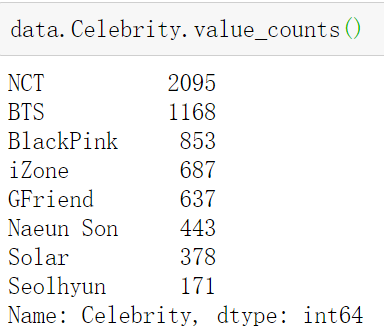 data.Celebrity.value_counts()
NCT 2095
BTS 1168
BlackPink 853
iZone 687
GFriend 637
Naeun Son 443
Solar 378
Seolhyun 171
Name: Celebrity, dtype: int64